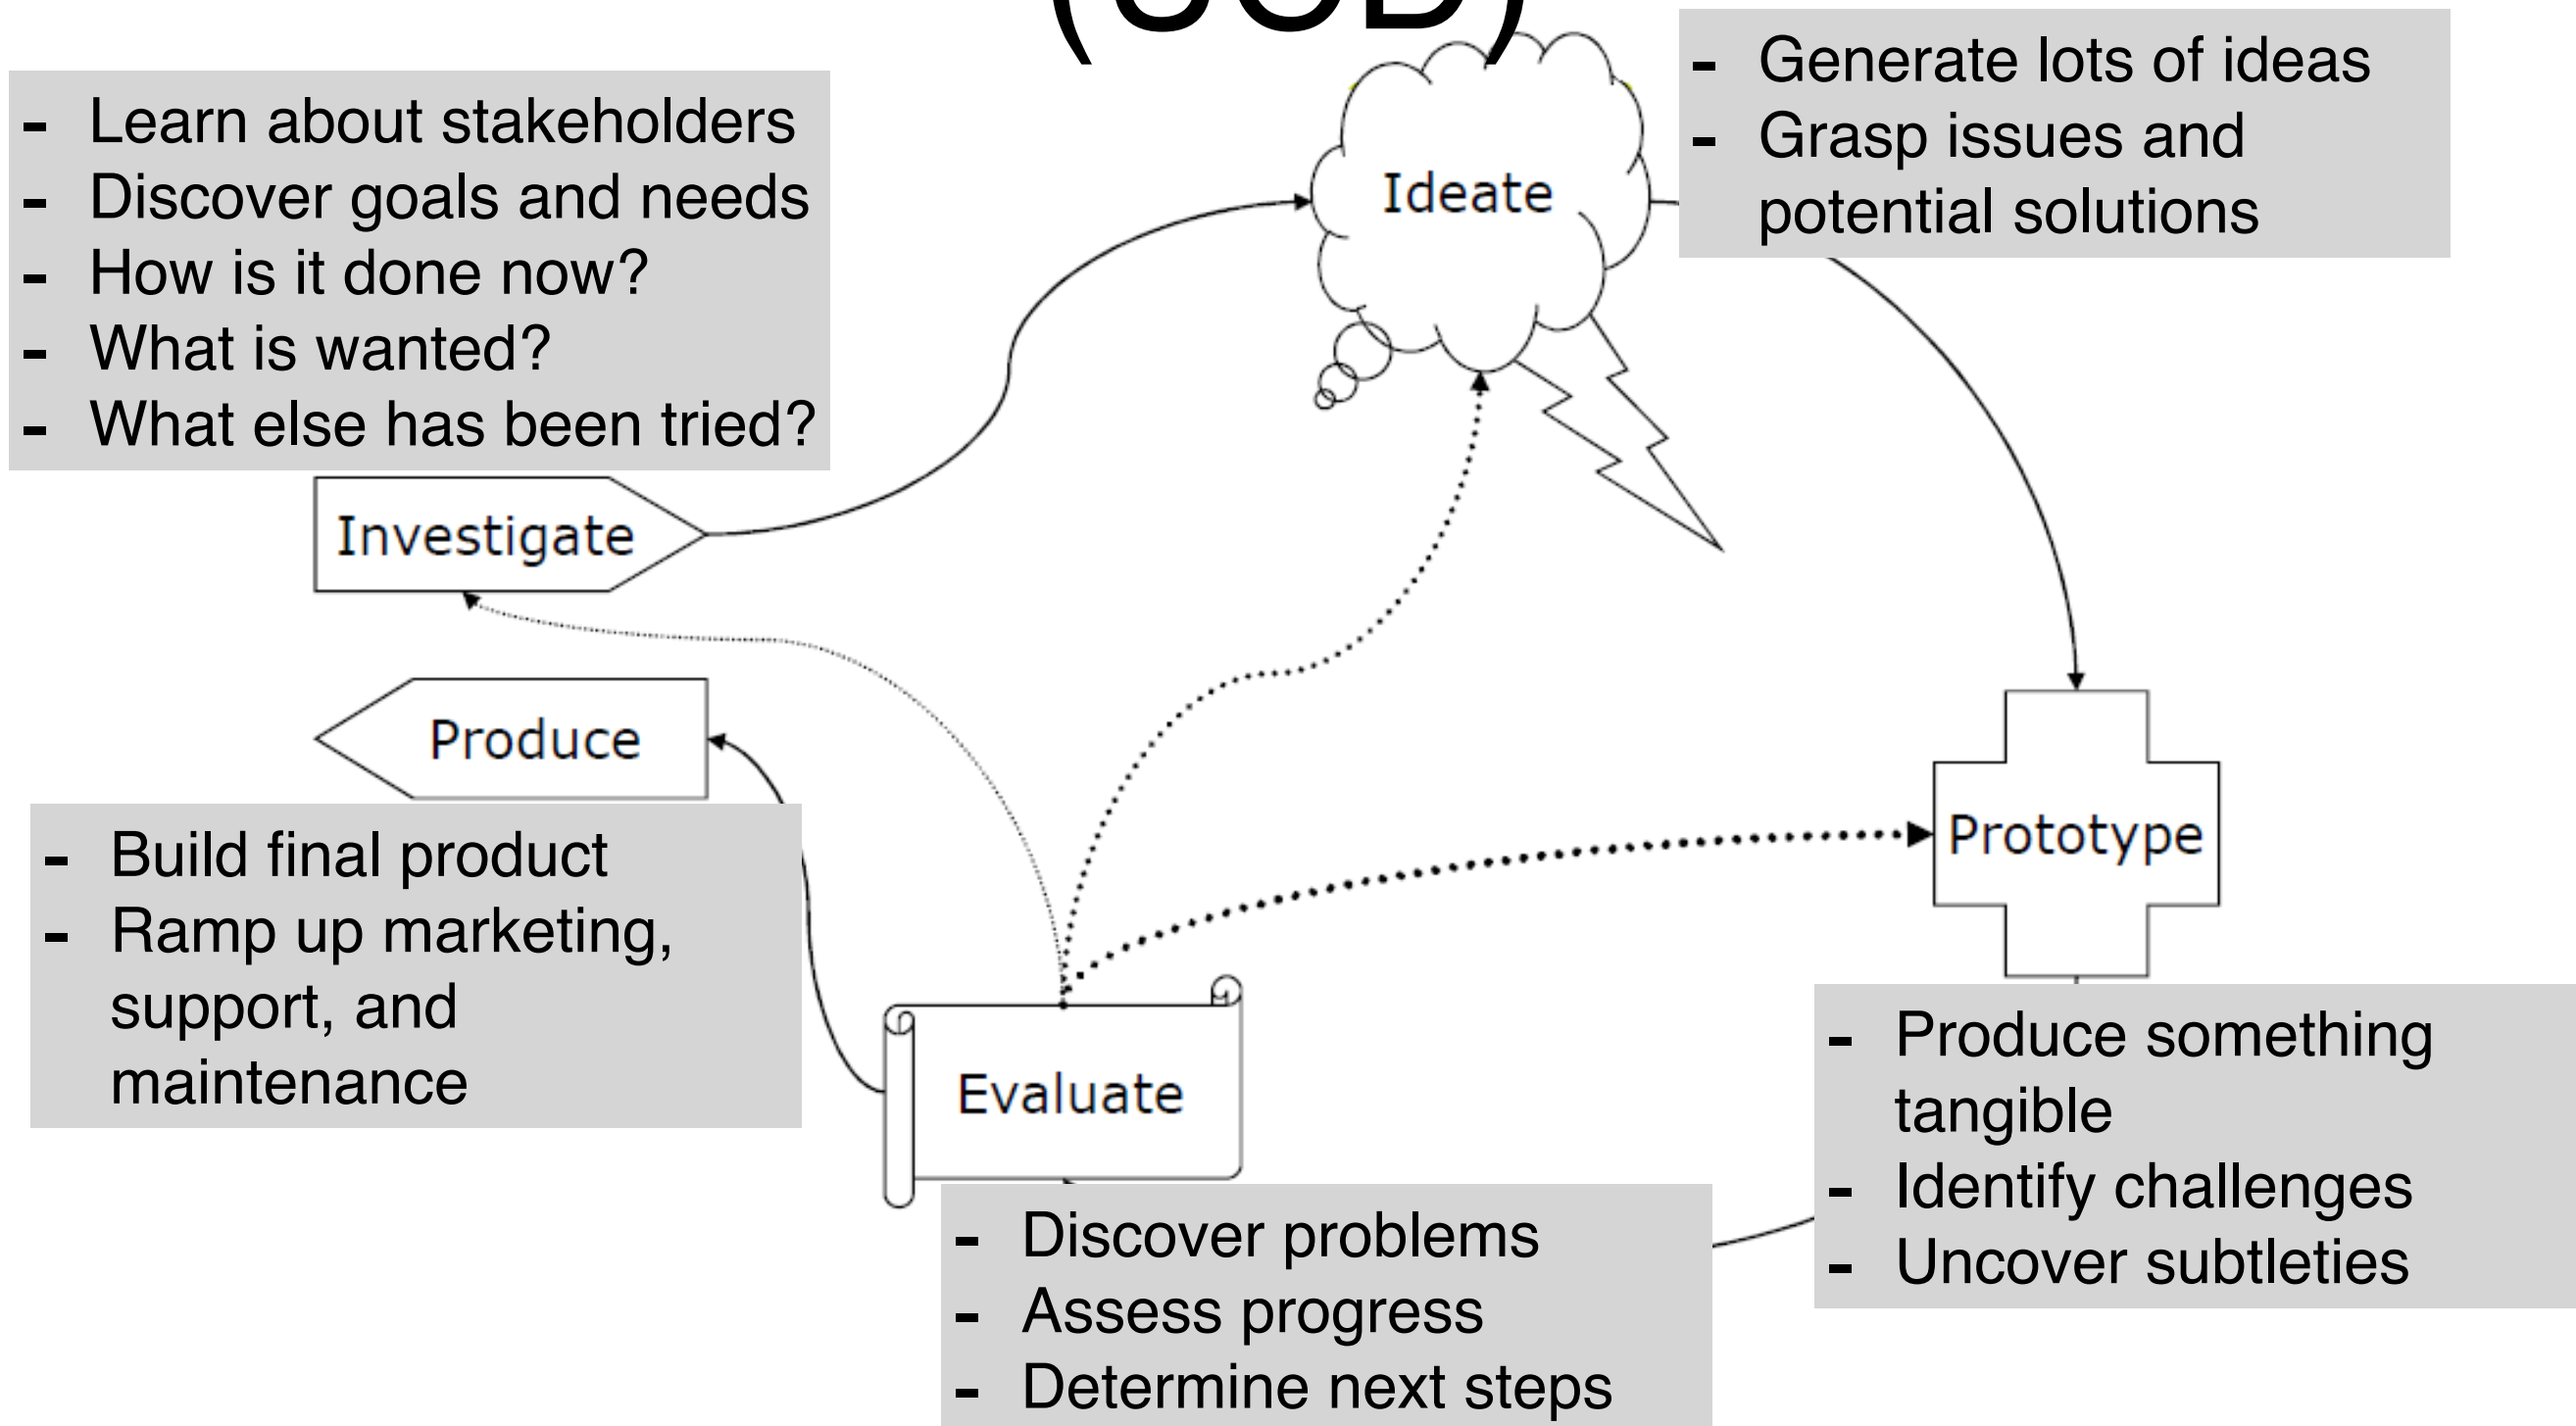 (UCD)
- Learn about stakeholders
- Discover goals and needs
- How is it done now?
- What is wanted?
- What else has been tried?
Ideate
- Generate lots of ideas
- Grasp issues and
potential solutions
Investigate
Produce
- Build final product
- Ramp up marketing,
support, and
maintenance
Prototype
- Produce something
tangible
- Identify challenges
- Uncover subtleties
Evaluate
- Discover problems
- Assess progress
- Determine next steps